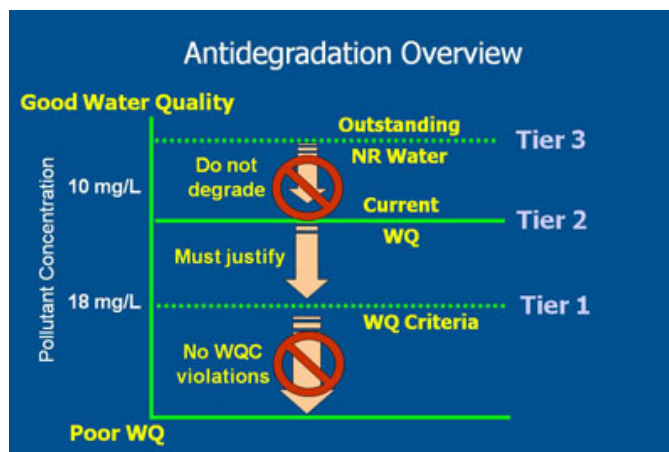 Antidegradation Overview
Good Water Quality
Outstanding
NR Water
Tier 3
Do not
degrade
10 mg/L
Current
WQ
Tier 2
Must justify
18 mg/L
WQ Criteria
Tier 1
No WQC
violations
Poor WQ
Pollutant Concentration